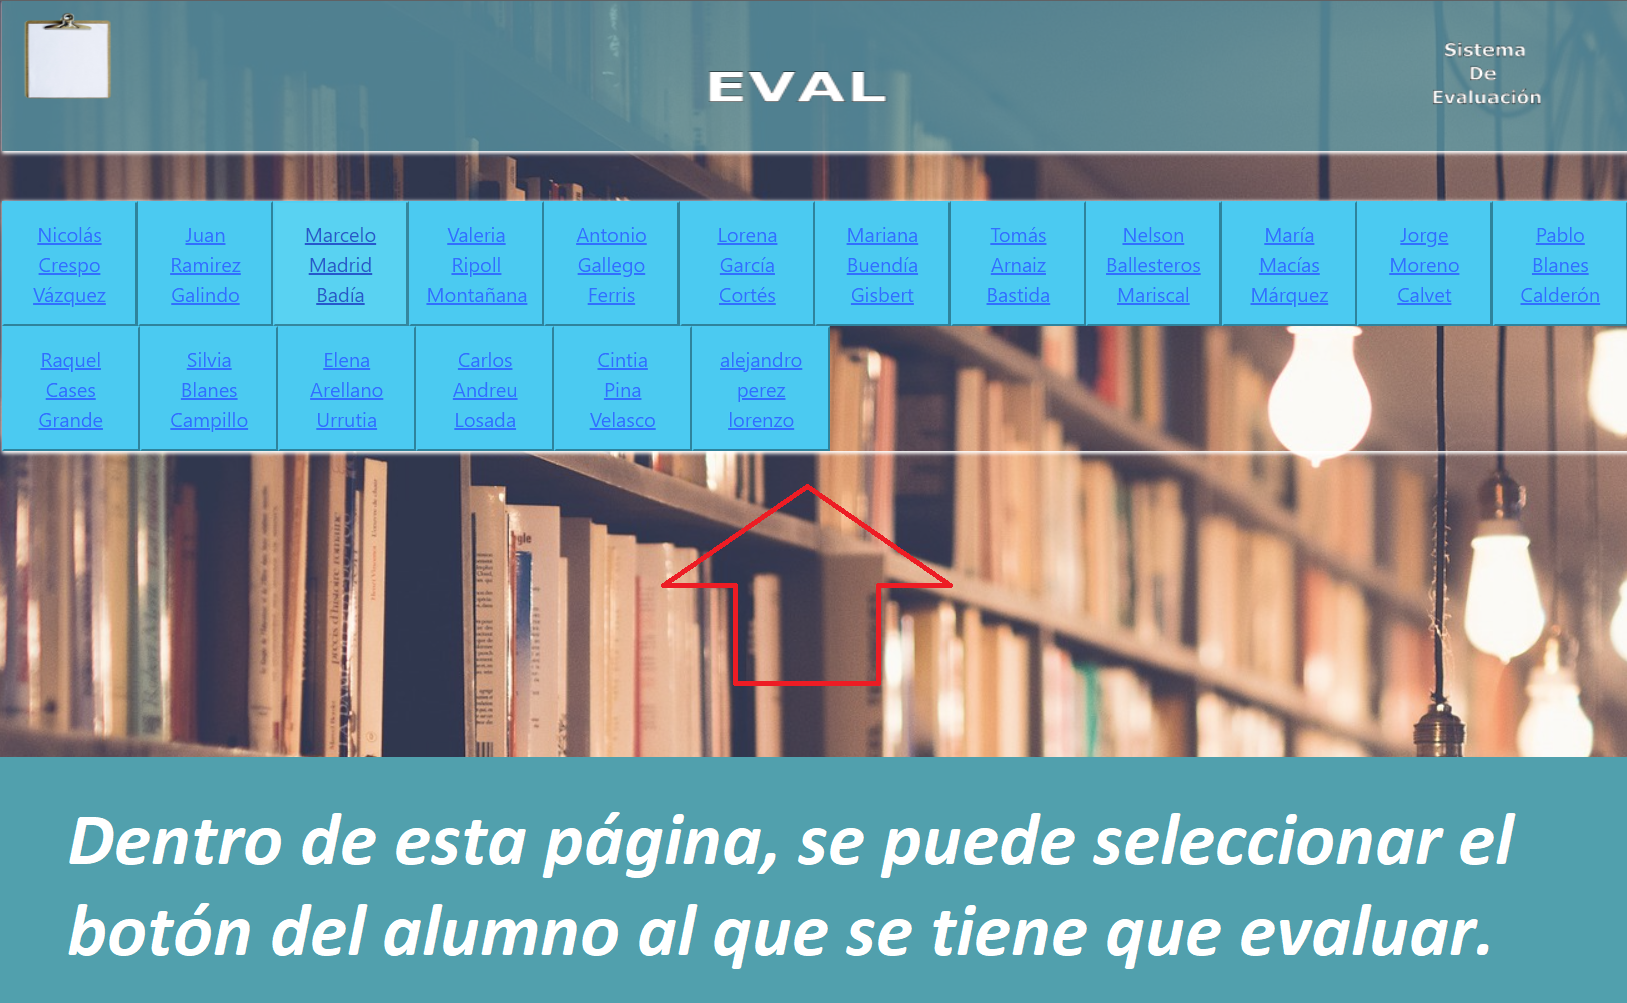 EVAL
Sistema
De
Evaluación
Nicolás
Crespo
Vázquez
Juan
Ramirez
Galindo
Marcelo
Madrid
Badía
Valeria
Ripoll
Montañana
Antonio
Gallego
Ferris
Lorena
García
Cortés
Mariana
Buendía
Gisbert
Tomás
Arnaiz
Bastida
Nelson
Ballesteros
Mariscal
María
Macías
Márquez
Jorge
Moreno
Calvet
Pablo
Blanes
Calderón
Raquel
Cases
Grande
Silvia
Blanes
Campillo
Elena
Arellano
Urrutia
Carlos
Andreu
Losada
Cintia
Pina
Velasco
alejandro
perez
lorenzo
Dentro de esta página, se puede seleccionar el
botón del alumno al que se tiene que evaluar.